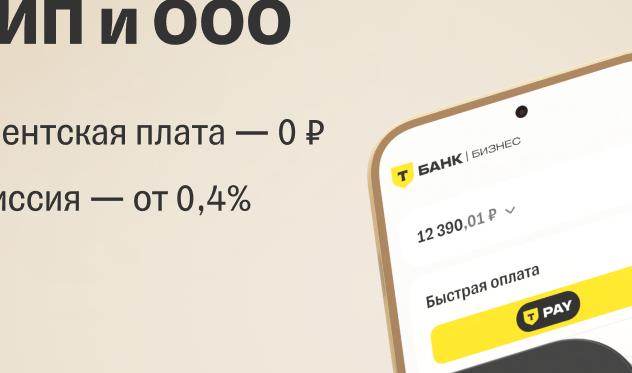 ИП и ООО
ентская плата — 0 ₽
иссия — от 0,4%
Т БАНК | БИЗНЕС
12 390,01 ₽
Быстрая оплата
Т PAY